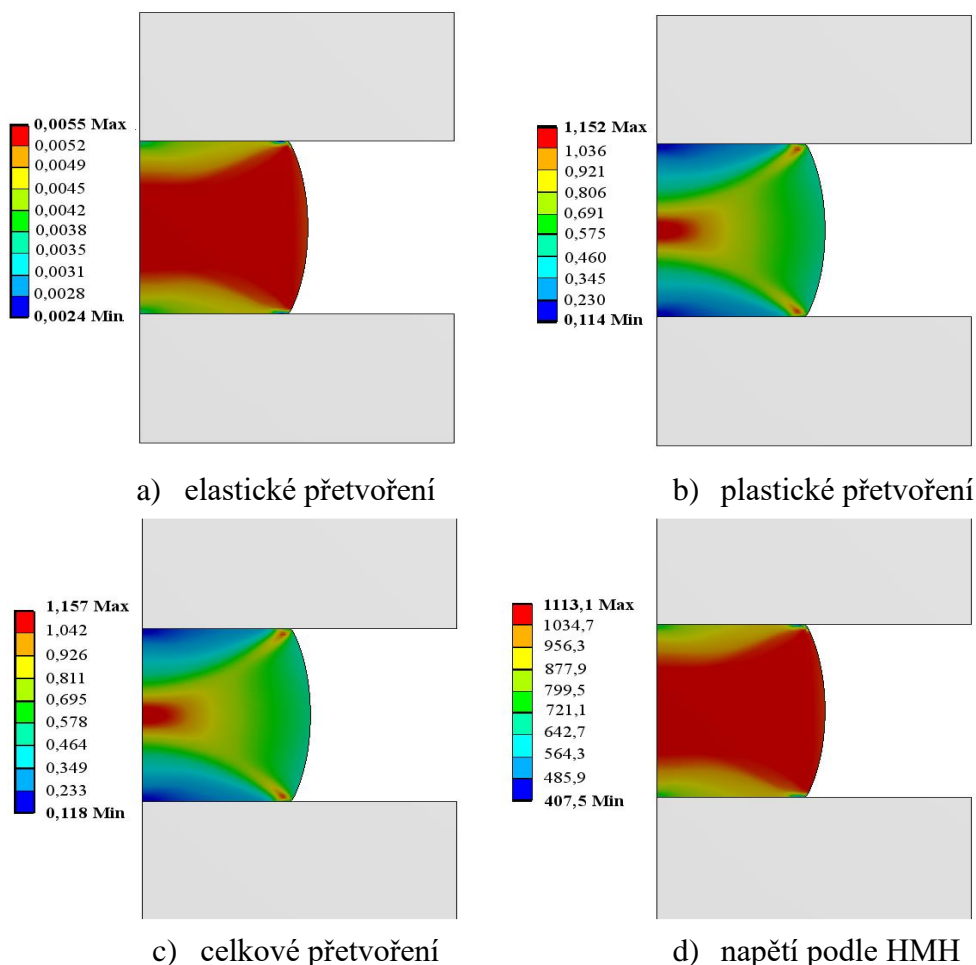 0,0055 Max
0,0052
0,0049
0,0045
0,0042
0,0038
0,0035
0,0031
0,0028
0,0024 Min
a) elastické přetvoření
1,152 Max
1,036
0,921
0,806
0,691
0,575
0,460
0,345
0,230
0,114 Min
b) plastické přetvoření
1,157 Max
1,042
0,926
0,811
0,695
0,578
0,464
0,349
0,233
0,118 Min
c) celkové přetvoření
1113,1 Max
1034,7
956,3
877,9
799,5
721,1
642,7
564,3
485,9
407,5 Min
d) napětí podle HMH